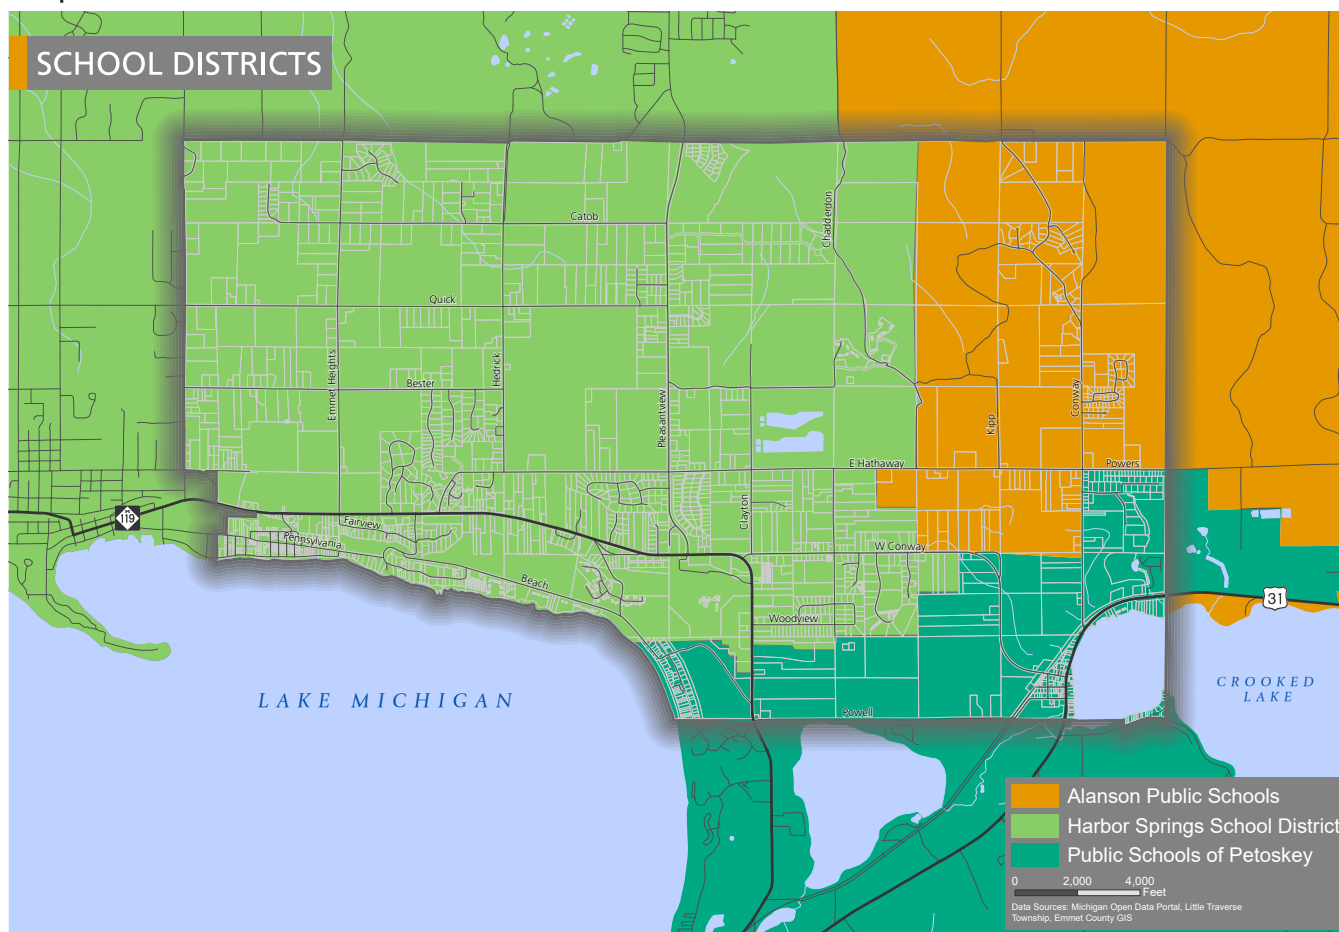 SCHOOL DISTRICTS
Catob
Chadderdon
Quick
Emmet Heights
Hedrick
Bester
Pleasantview
Kipp
Conway
E Hathaway
Powers
119
Fairview
Pennsylvania
Clayton
W Conway
Beach
31
Woodview
LAKE MICHIGAN
CROOKED
LAKE
Powell
Alanson Public Schools
Harbor Springs School District
Public Schools of Petoskey
0 2,000 4,000
Feet
Data Sources: Michigan Open Data Portal, Little Traverse
Township, Emmet County GIS